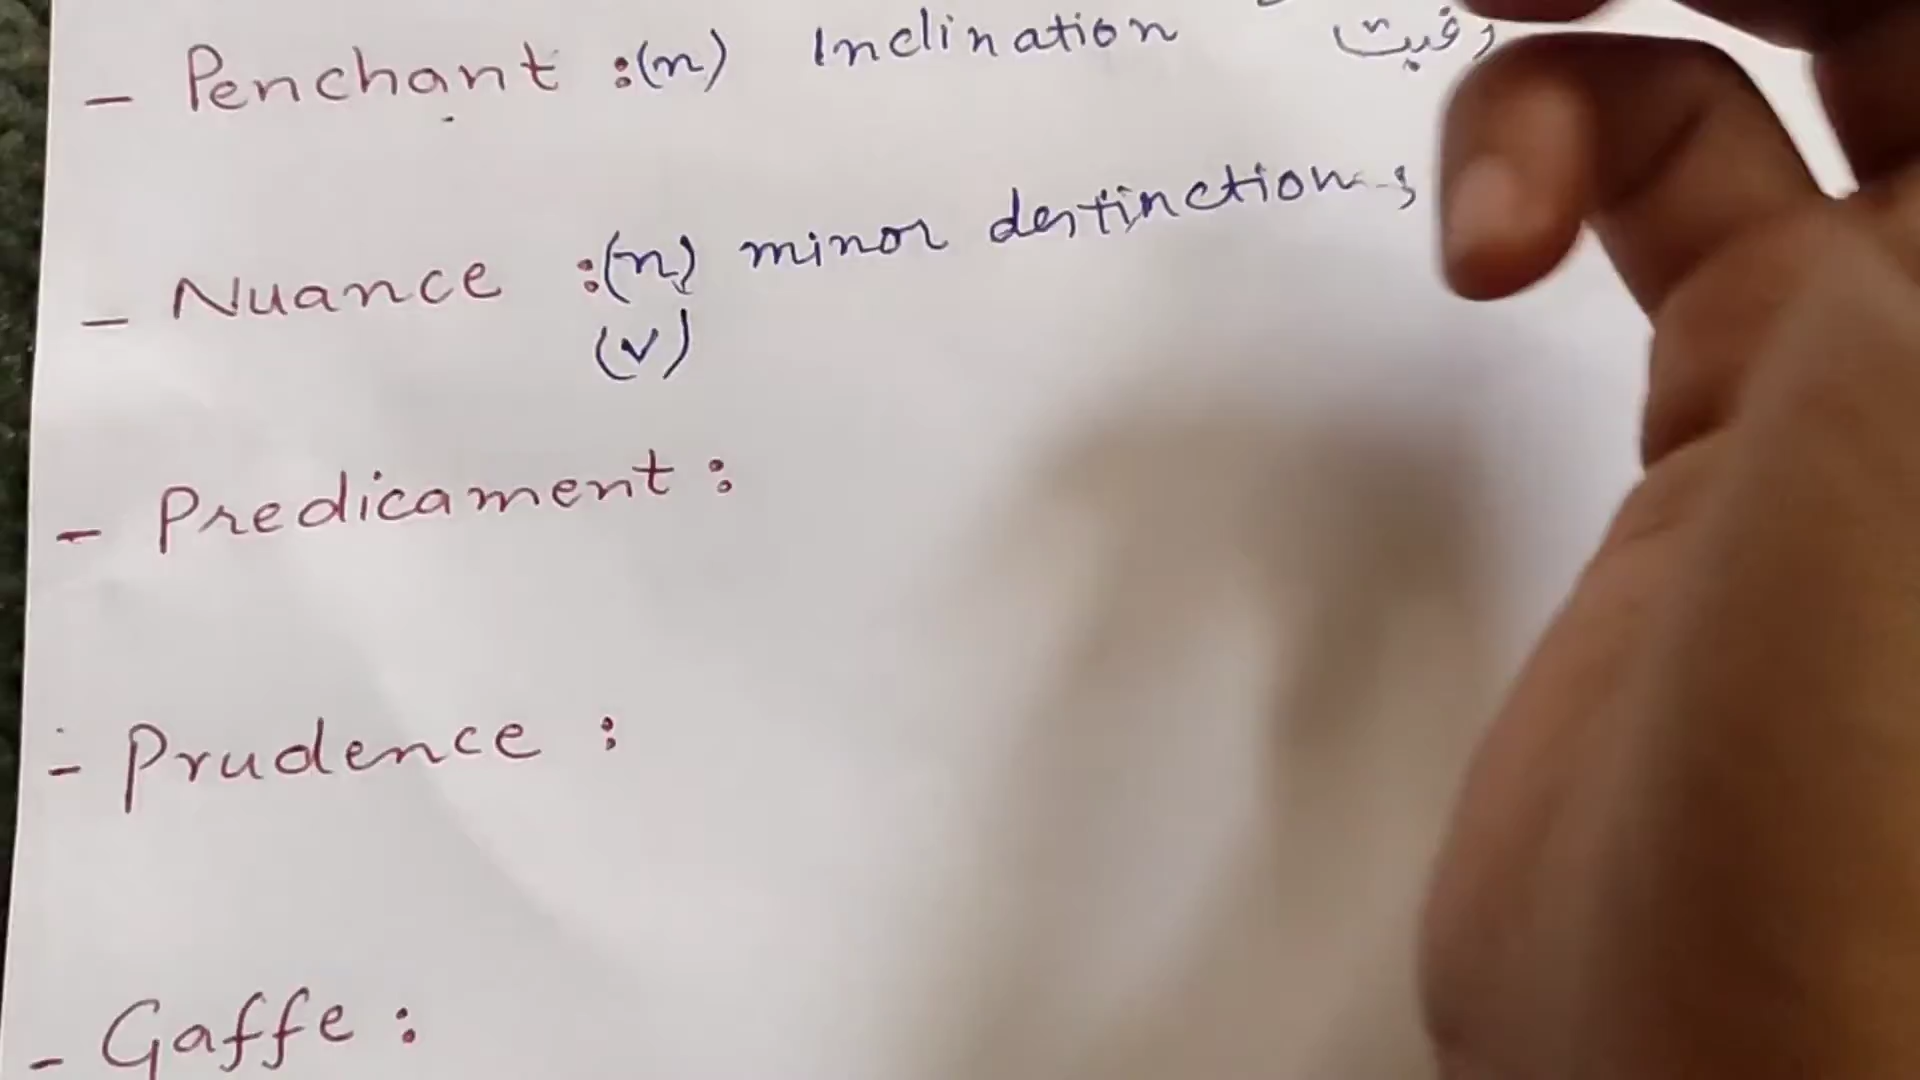 - Penchant :(n) Inclination رغبت
- Nuance :(n) minor destinction,
(v)
- Predicament :
- Prudence :
- Gaffe :